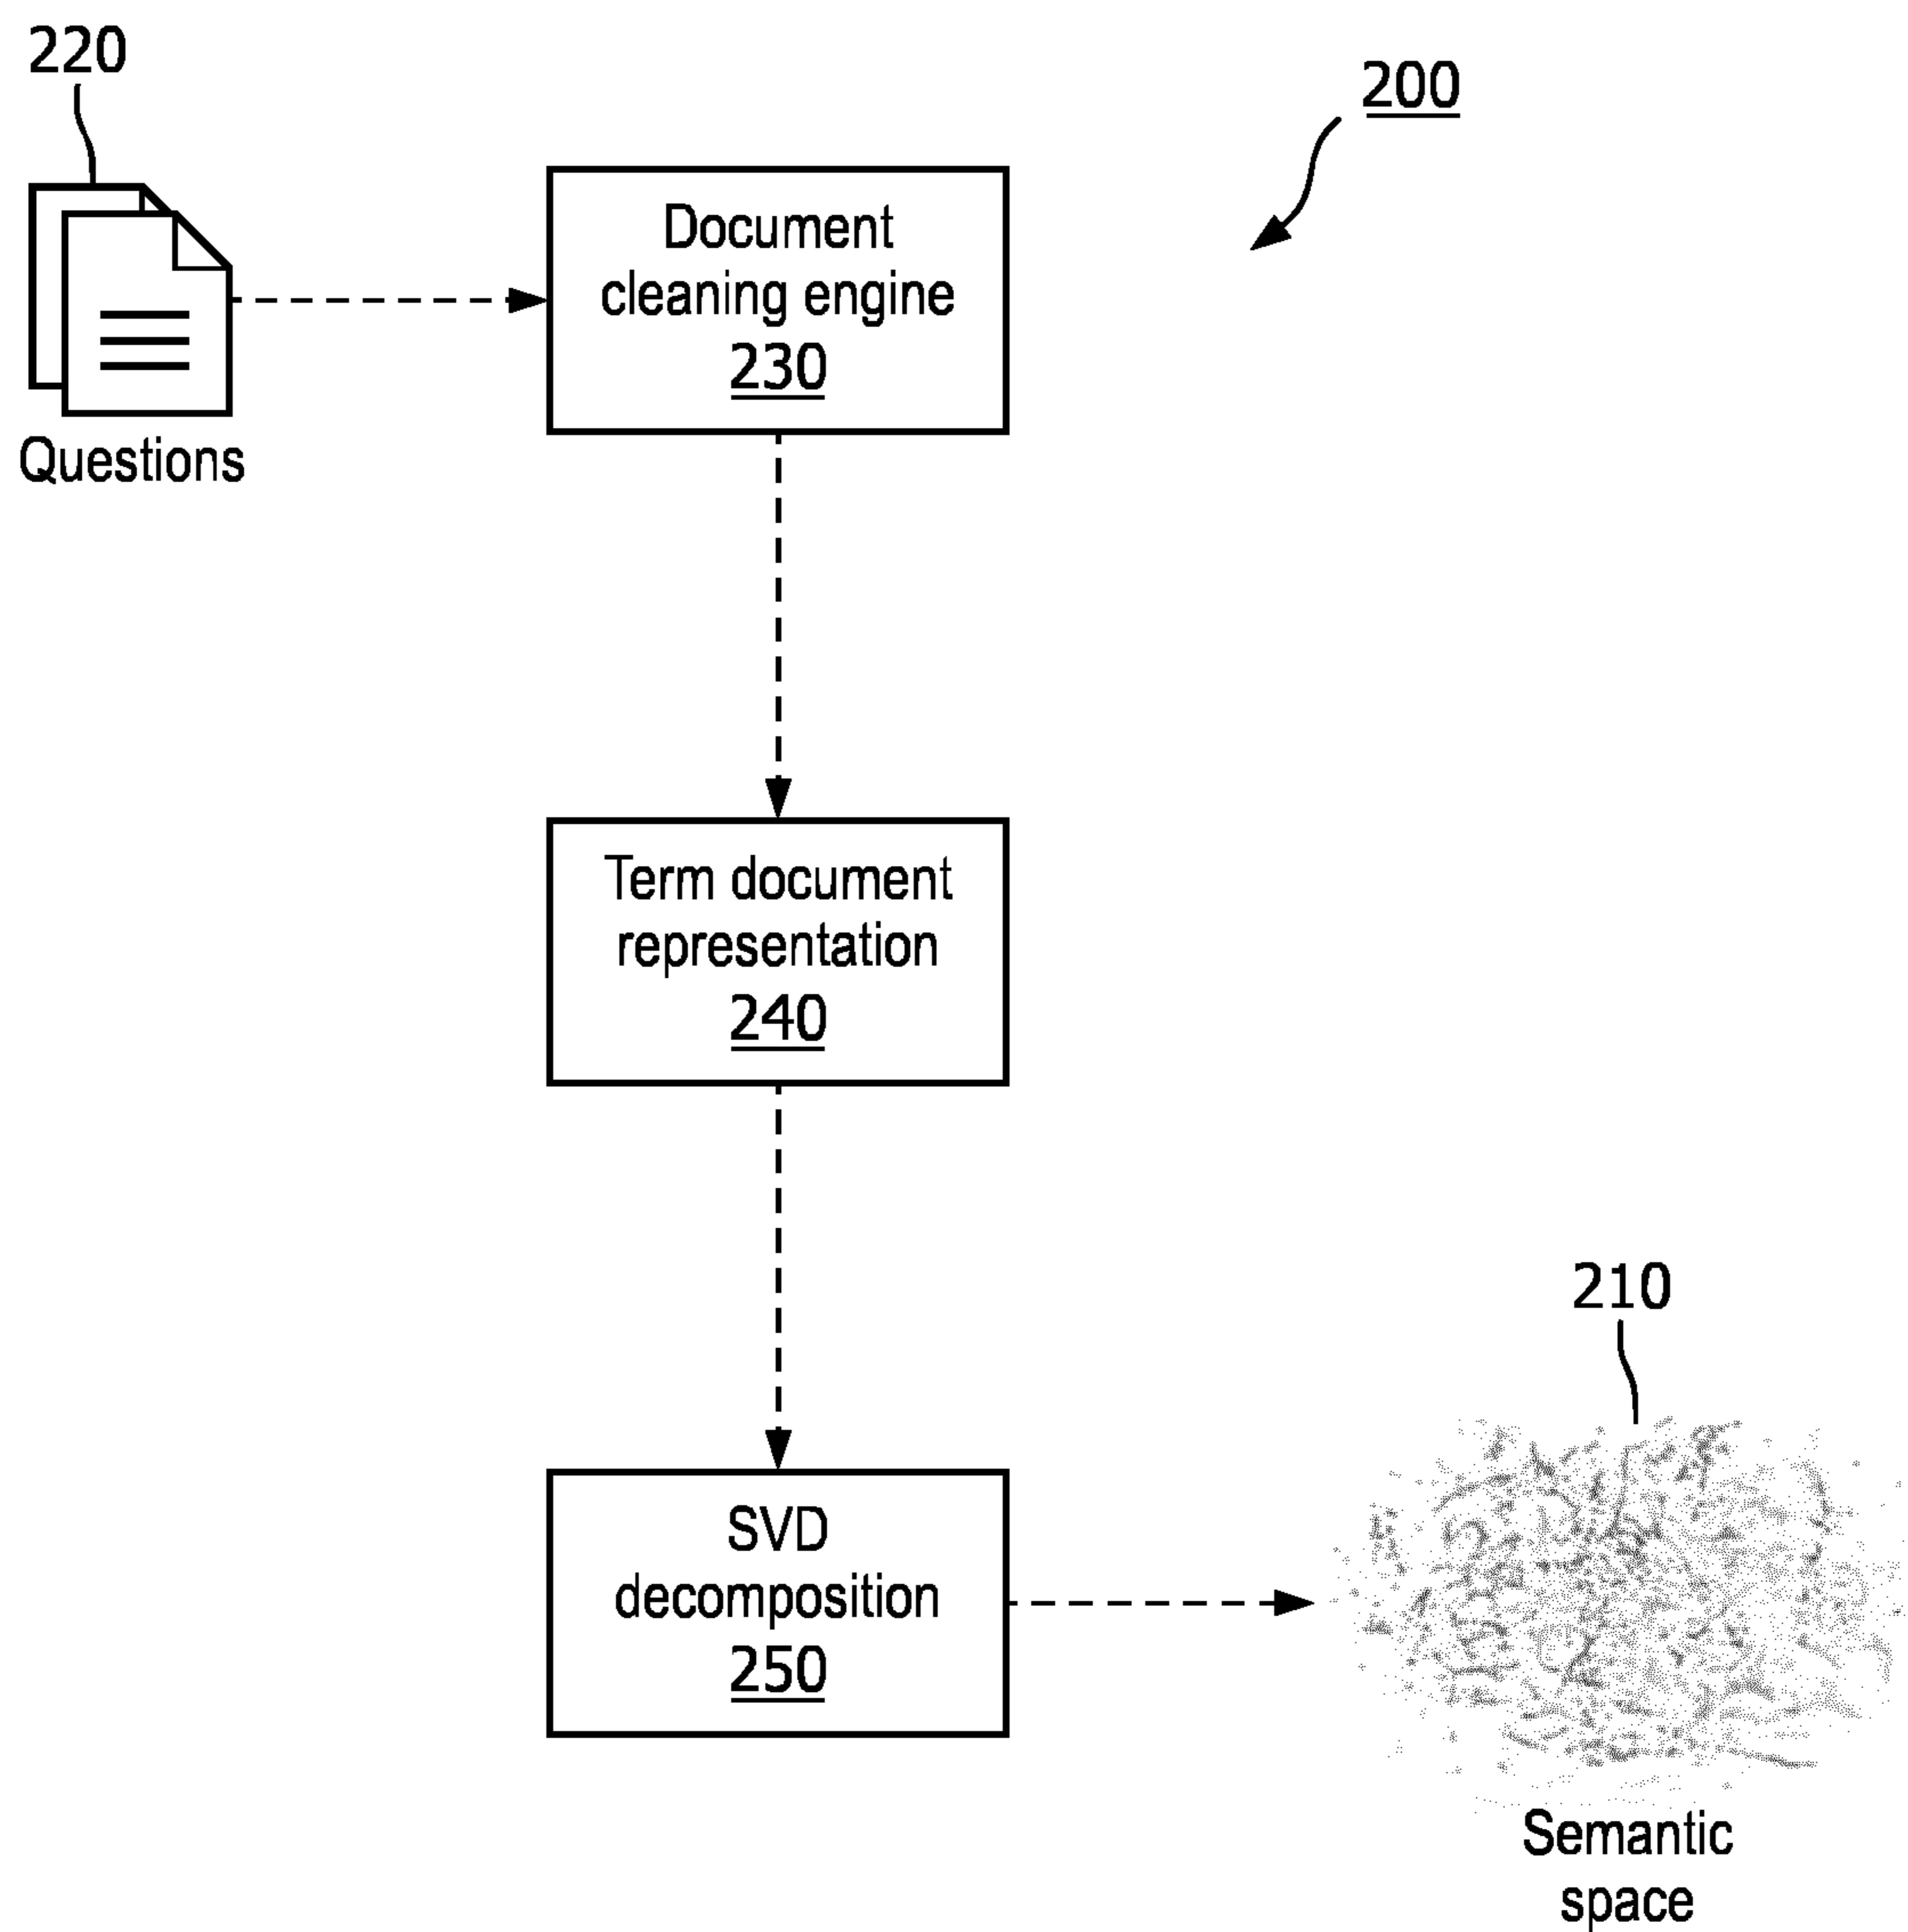 220
200
Document
cleaning engine
230
Questions
Term document
representation
240
210
SVD
decomposition
250
Semantic
space